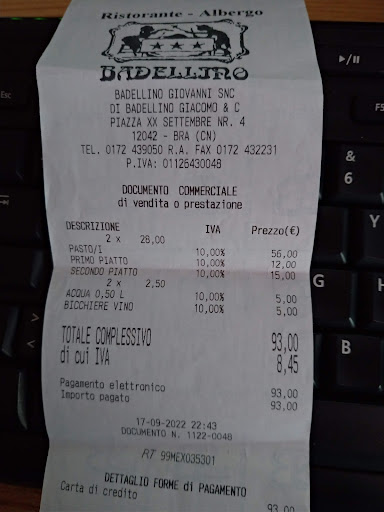 Ristorante - Albergo
BADELLINO
BADELLINO GIOVANNI SNC
DI BADELLINO GIACOMO & C
PIAZZA XX SETTEMBRE NR. 4
12042 - BRA (CN)
TEL. 0172 439050 R.A. FAX 0172 432231
P.IVA: 01126430048
DOCUMENTO COMMERCIALE
di vendita o prestazione
DESCRIZIONE IVA Prezzo(€)
2 x 28,00
PASTO/I 10,00% 56,00
PRIMO PIATTO 10,00% 12,00
SECONDO PIATTO 10,00% 15,00
2 x 2,50
ACQUA 0,50 L 10,00% 5,00
BICCHIERE VINO 10,00% 5,00
TOTALE COMPLESSIVO 93,00
di cui IVA 8,45
Pagamento elettronico 93,00
Importo pagato 93,00
17-09-2022 22:43
DOCUMENTO N. 1122-0048
RT 99MEX035301
DETTAGLIO FORME di PAGAMENTO
Carta di credito 93,00
Esc
&
6
Y
G
H
B